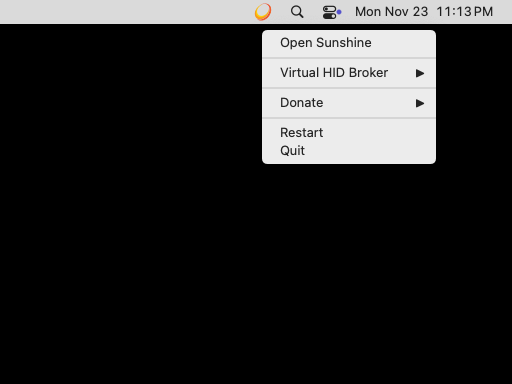 Mon Nov 23 11:13 PM
Open Sunshine
Virtual HID Broker
Donate
Restart
Quit